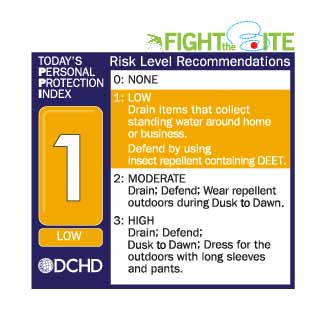 FIGHT the BITE
TODAY'S
PERSONAL
PROTECTION
INDEX
1
LOW
DCHD
Risk Level Recommendations
0: NONE
1: LOW
Drain items that collect
standing water around home
or business.
Defend by using
insect repellent containing DEET.
2: MODERATE
Drain; Defend; Wear repellent
outdoors during Dusk to Dawn.
3: HIGH
Drain; Defend;
Dusk to Dawn; Dress for the
outdoors with long sleeves
and pants.